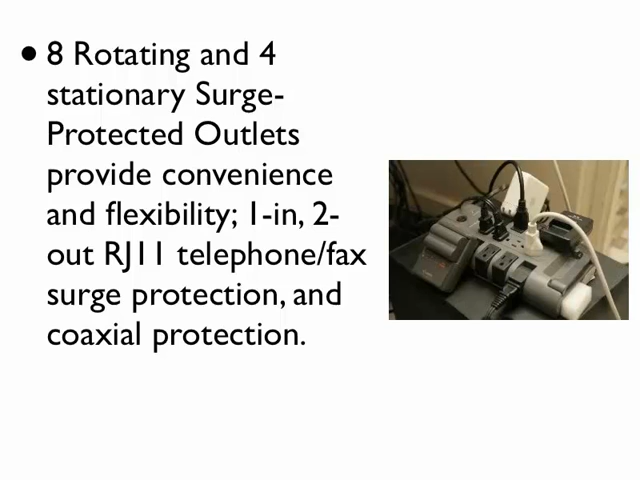 • 8 Rotating and 4
stationary Surge-
Protected Outlets
provide convenience
and flexibility; 1-in, 2-
out RJ11 telephone/fax
surge protection, and
coaxial protection.